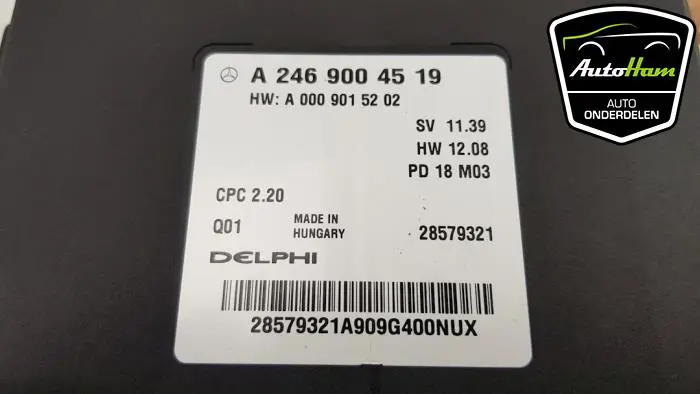 A 246 900 45 19
HW: A 000 901 52 02
SV 11.39
HW 12.08
PD 18 M03
CPC 2.20
Q01
MADE IN
HUNGARY
28579321
DELPHI
28579321A909G400NUX
AutoHam
AUTO
ONDERDELEN